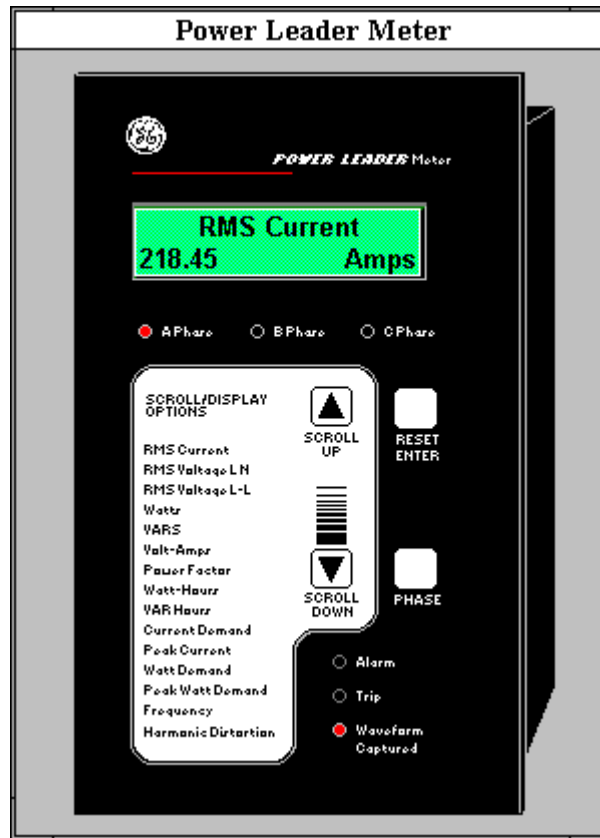 Power Leader Meter
GE
POWER LEADER Meter
RMS Current
218.45 Amps
A Phase B Phase C Phase
SCROLL/DISPLAY
OPTIONS
RMS Current
RMS Voltage L N
RMS Voltage L-L
Watts
VARS
Volt-Amps
Power Factor
Watt-Hours
VAR Hours
Current Demand
Peak Current
Watt Demand
Peak Watt Demand
Frequency
Harmonic Distortion
SCROLL
UP
RESET
ENTER
SCROLL
DOWN
PHASE
Alarm
Trip
Waveform
Captured